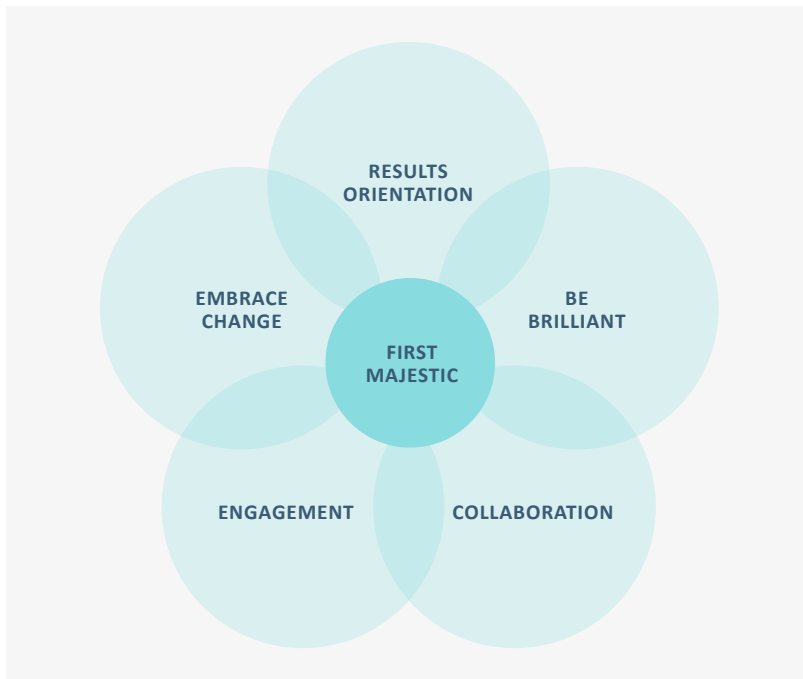 RESULTS
ORIENTATION
EMBRACE
CHANGE
BE
BRILLIANT
FIRST
MAJESTIC
ENGAGEMENT
COLLABORATION